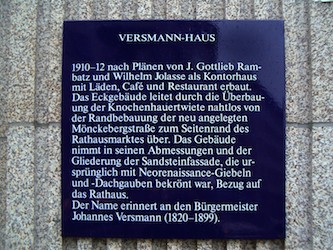 VERSMANN-HAUS
1910–12 nach Plänen von J. Gottlieb Ram-
batz und Wilhelm Jolasse als Kontorhaus
mit Läden, Café und Restaurant erbaut.
Das Eckgebäude leitet durch die Überbau-
ung der Knochenhauertwiete nahtlos von
der Randbebauung der neu angelegten
Mönckebergstraße zum Seitenrand des
Rathausmarktes über. Das Gebäude
nimmt in seinen Abmessungen und der
Gliederung der Sandsteinfassade, die ur-
sprünglich mit Neorenaissance-Giebeln
und -Dachgauben bekrönt war, Bezug auf
das Rathaus.
Der Name erinnert an den Bürgermeister
Johannes Versmann (1820–1899).